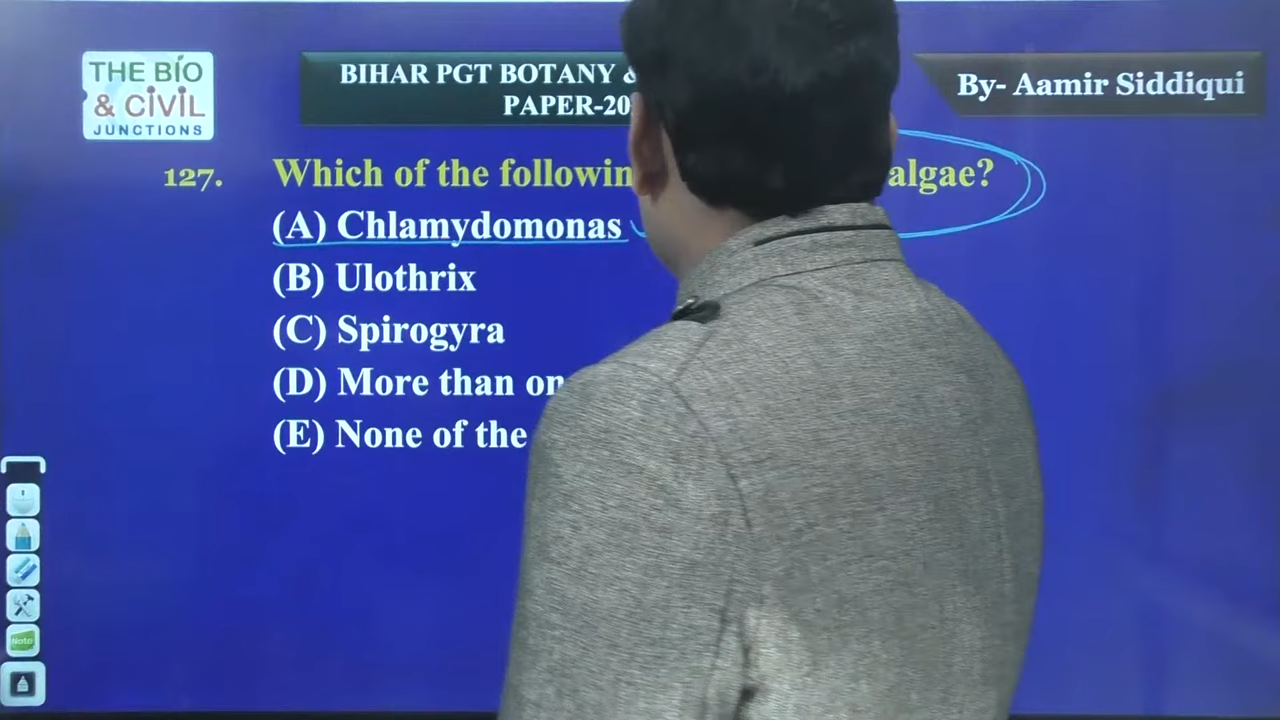 THE BIO
& CIVIL
JUNCTIONS
BIHAR PGT BOTANY &
PAPER-20
By- Aamir Siddiqui
127. Which of the followin algae?
(A) Chlamydomonas
(B) Ulothrix
(C) Spirogyra
(D) More than on
(E) None of the
Note